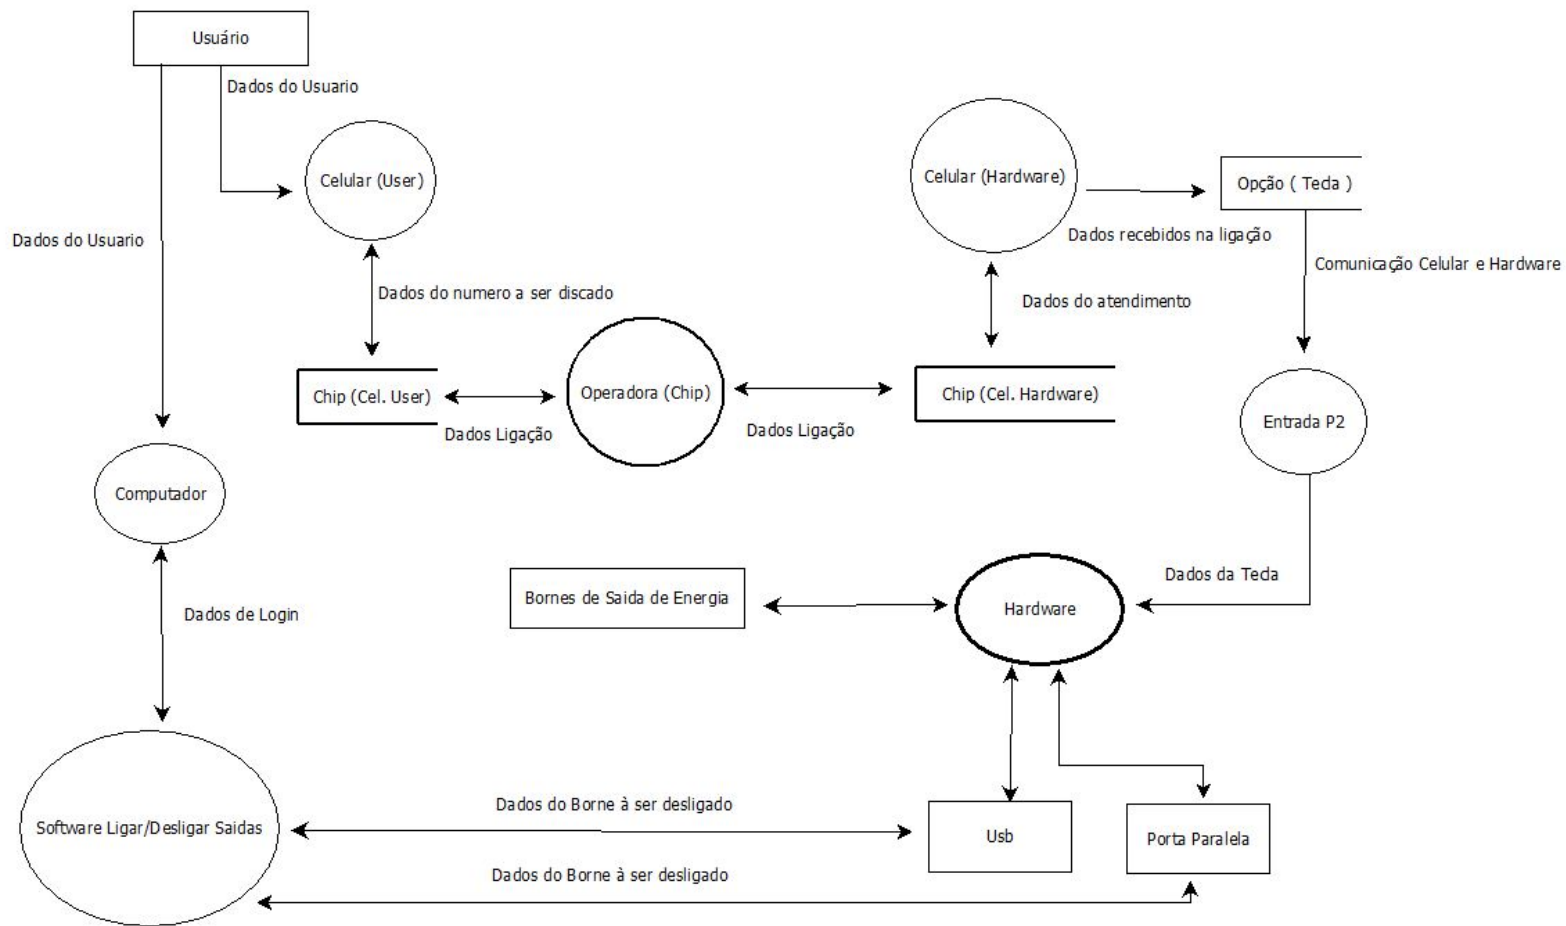 Usuário
Dados do Usuario
Celular (User)
Celular (Hardware)
Opção ( Tecla )
Dados do Usuario
Dados recebidos na ligação
Comunicação Celular e Hardware
Dados do numero a ser discado
Dados do atendimento
Chip (Cel. User)
Operadora (Chip)
Chip (Cel. Hardware)
Entrada P2
Dados Ligação
Dados Ligação
Computador
Dados da Tecla
Bornes de Saida de Energia
Hardware
Dados de Login
Dados do Borne à ser desligado
Software Ligar/Desligar Saidas
Usb
Porta Paralela
Dados do Borne à ser desligado